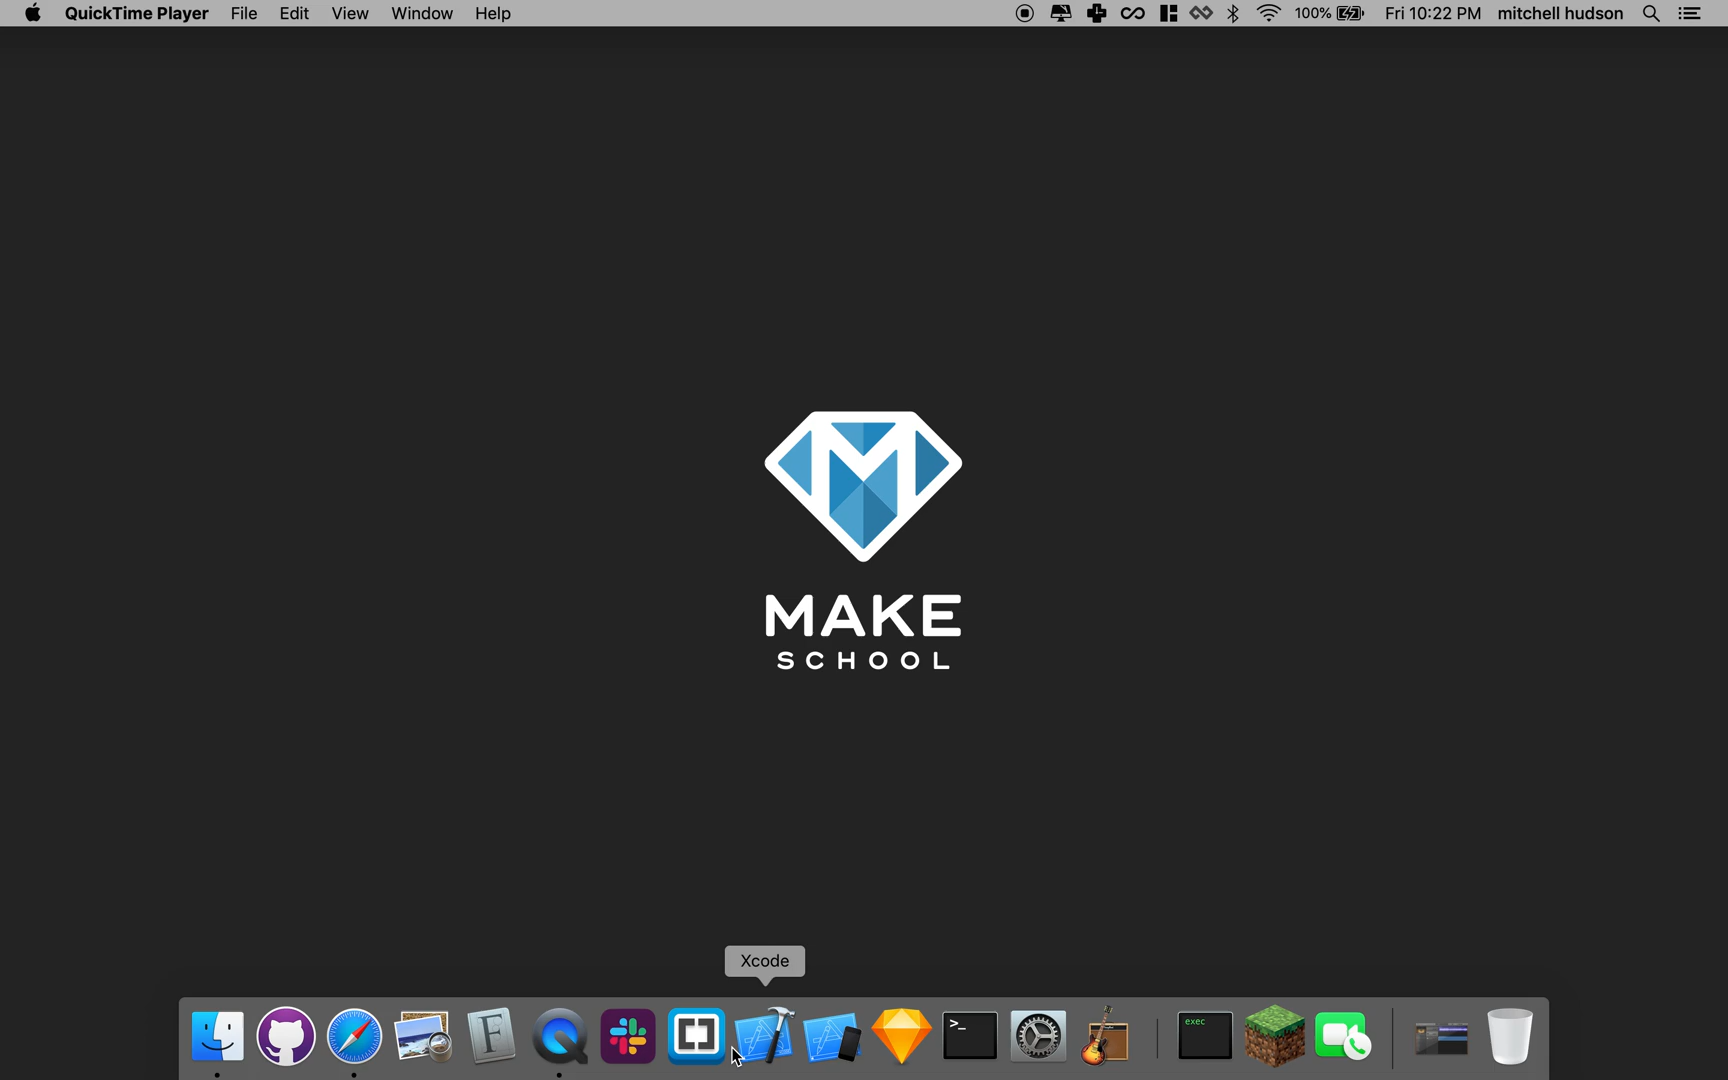 QuickTime Player File Edit View Window Help 100% Fri 10:22 PM mitchell hudson
MAKE
SCHOOL
Xcode
exec